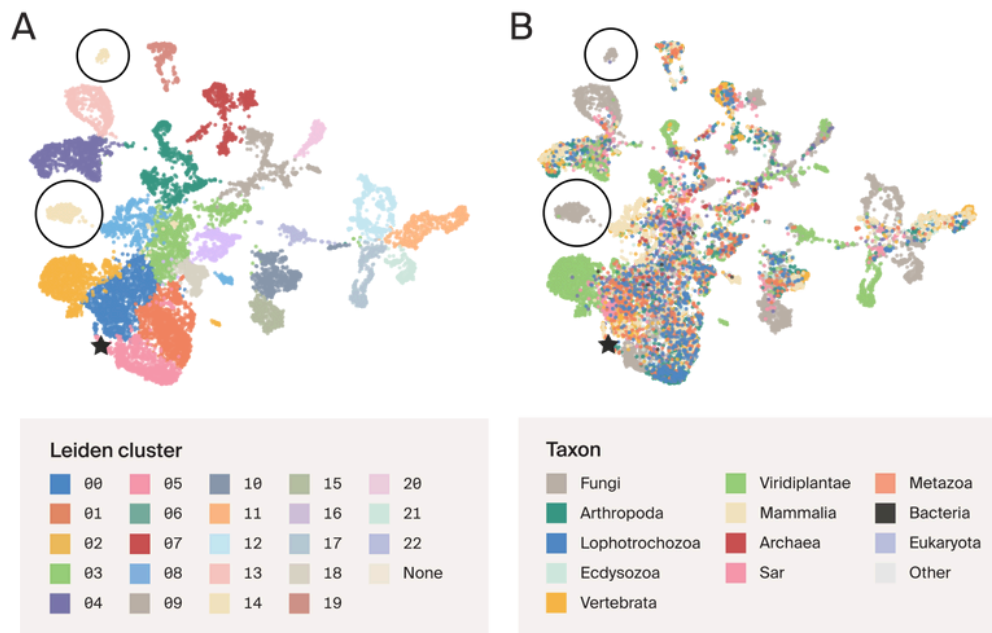 A
B
Leiden cluster
00 05 10 15 20
01 06 11 16 21
02 07 12 17 22
03 08 13 18 None
04 09 14 19
Taxon
Fungi Viridiplantae Metazoa
Arthropoda Mammalia Bacteria
Lophotrochozoa Archaea Eukaryota
Ecdysozoa Sar Other
Vertebrata